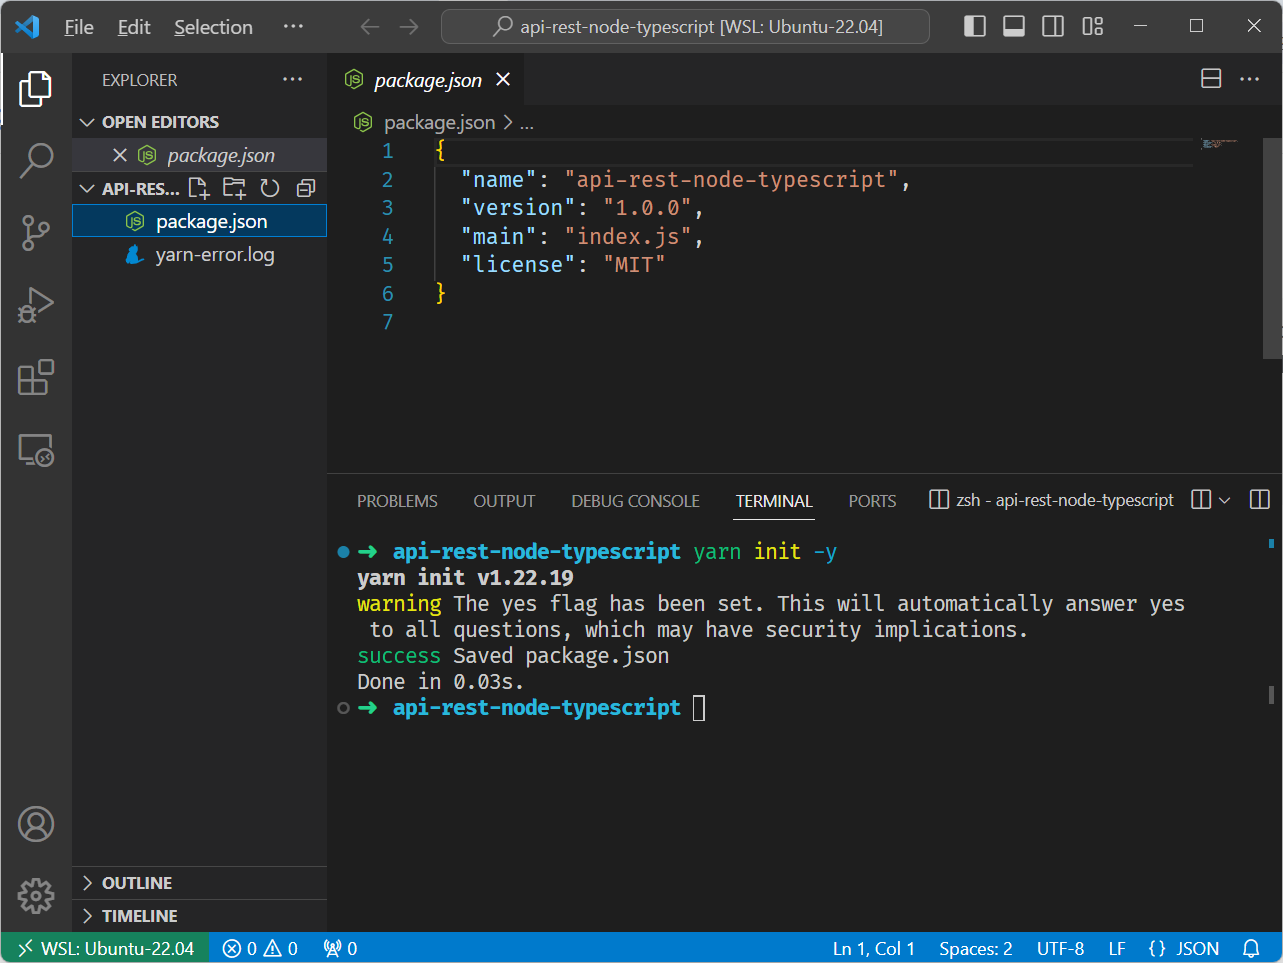 File Edit Selection ···
api-rest-node-typescript [WSL: Ubuntu-22.04]
EXPLORER ···
OPEN EDITORS
package.json
API-RES...
package.json
yarn-error.log
OUTLINE
TIMELINE
package.json
package.json > ...
1 {
2 "name": "api-rest-node-typescript",
3 "version": "1.0.0",
4 "main": "index.js",
5 "license": "MIT"
6 }
7
PROBLEMS OUTPUT DEBUG CONSOLE TERMINAL PORTS zsh - api-rest-node-typescript
➜ api-rest-node-typescript yarn init -y
yarn init v1.22.19
warning The yes flag has been set. This will automatically answer yes
to all questions, which may have security implications.
success Saved package.json
Done in 0.03s.
➜ api-rest-node-typescript
WSL: Ubuntu-22.04 0 0 0 Ln 1, Col 1 Spaces: 2 UTF-8 LF {} JSON